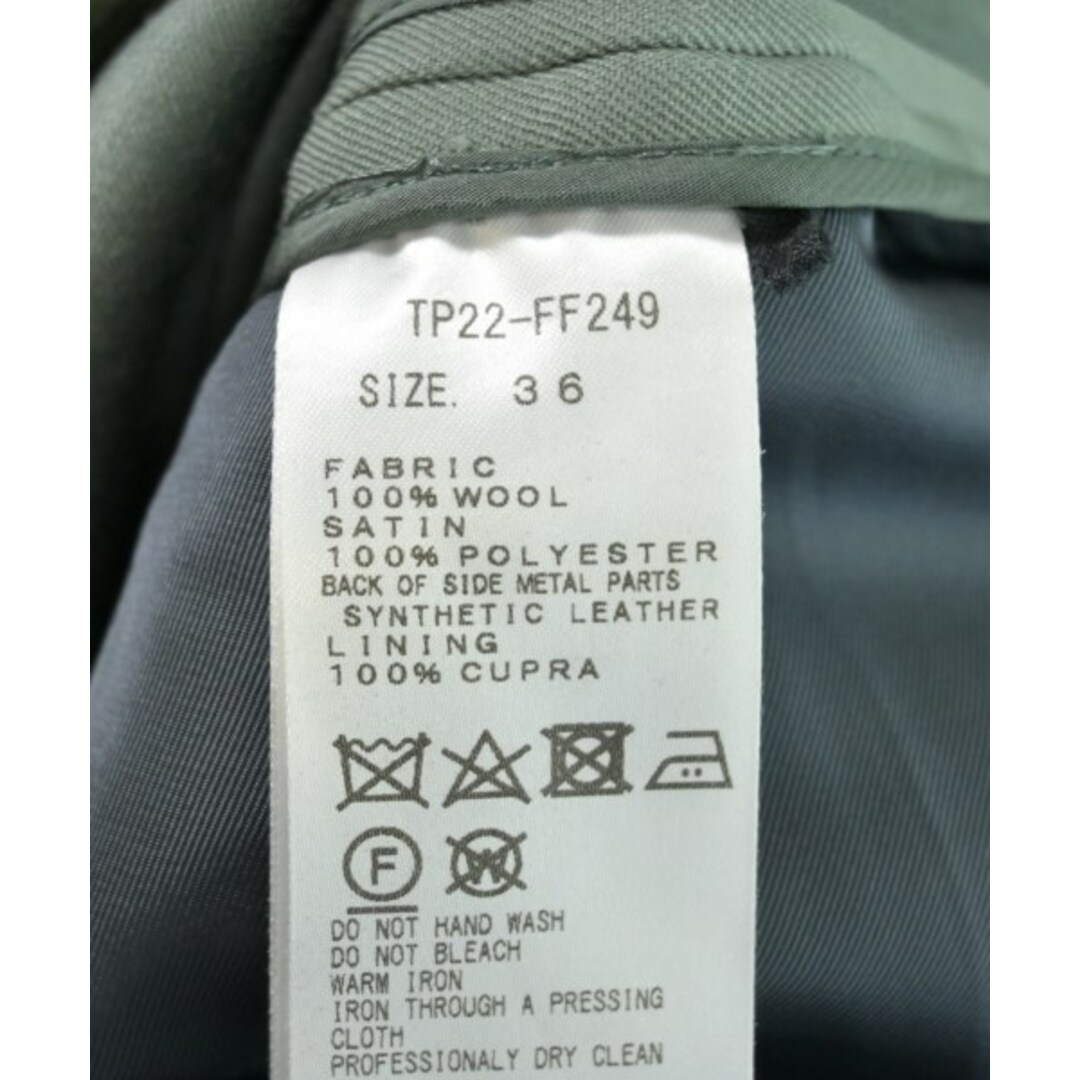 TP22-FF249
SIZE. 36
FABRIC
100% WOOL
SATIN
100% POLYESTER
BACK OF SIDE METAL PARTS
SYNTHETIC LEATHER
LINING
100% CUPRA
F W
DO NOT HAND WASH
DO NOT BLEACH
WARM IRON
IRON THROUGH A PRESSING
CLOTH
PROFESSIONALY DRY CLEAN